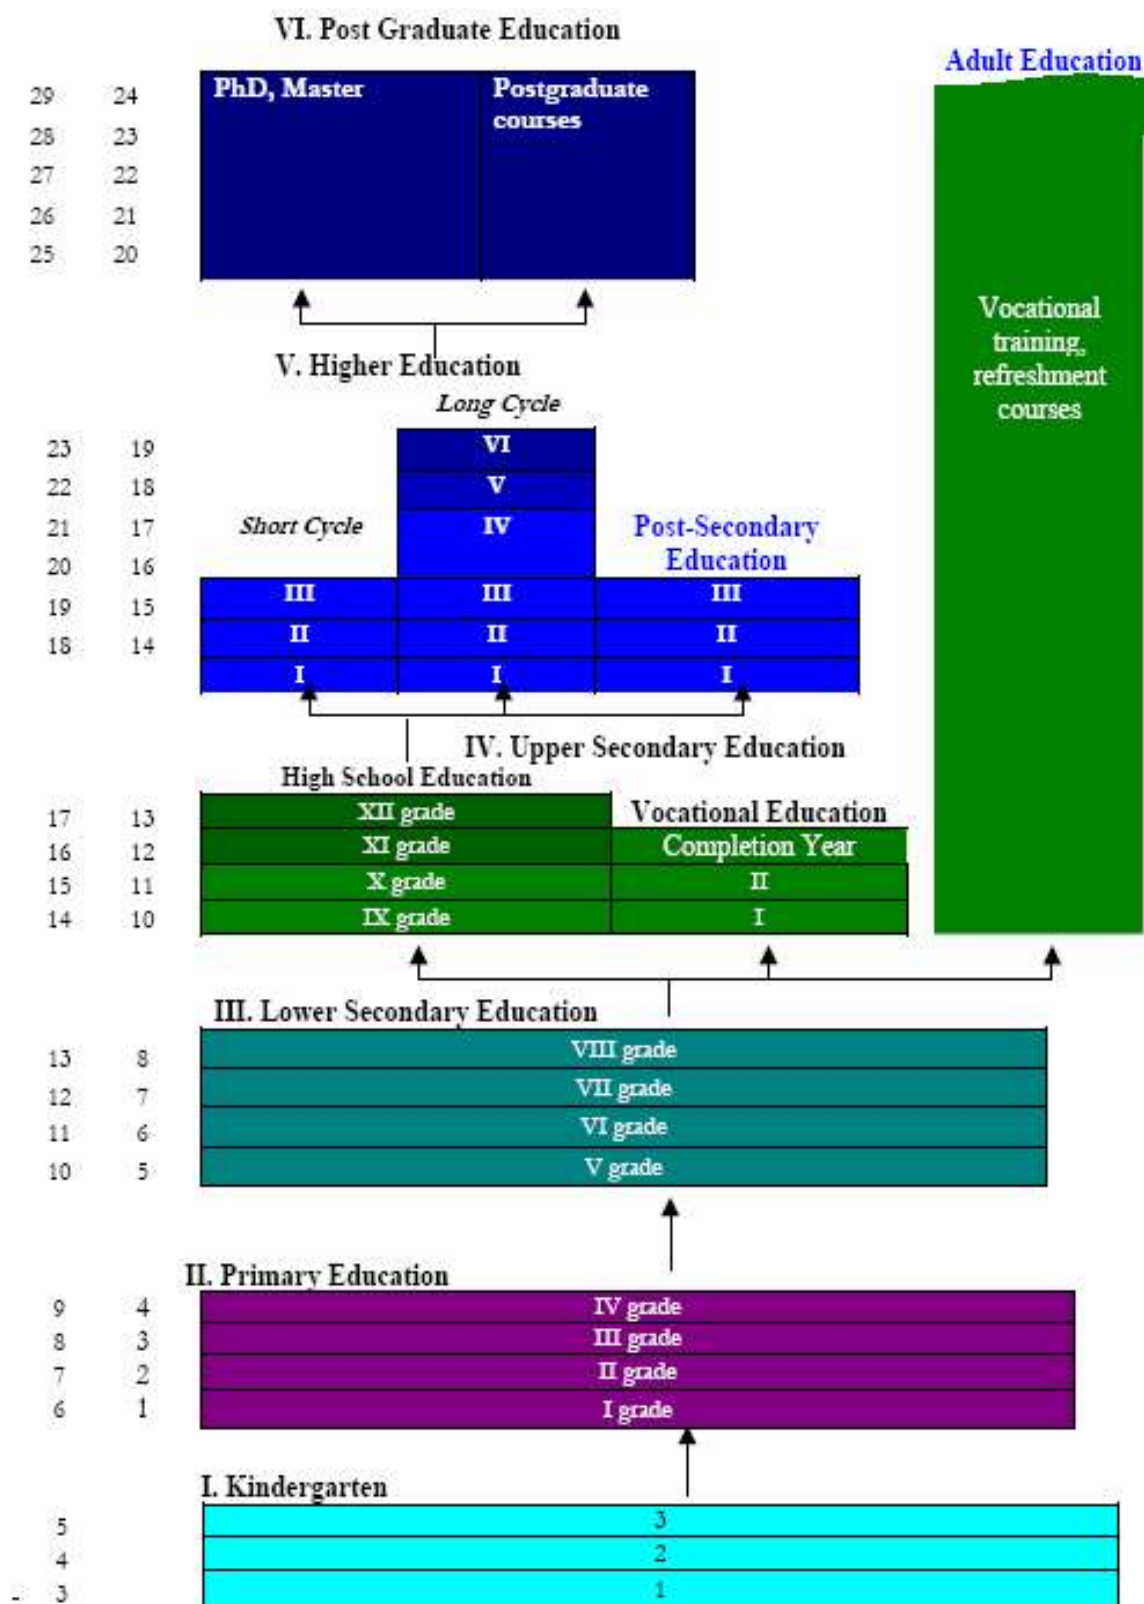 VI. Post Graduate Education
Adult Education
29 24 PhD, Master Postgraduate
courses
28 23
27 22
26 21
25 20
Vocational
training,
refreshment
courses
V. Higher Education
Long Cycle
23 19 VI
22 18 V
21 17 Short Cycle IV Post-Secondary
Education
20 16
19 15 III III III
18 14 II II II
I I I
IV. Upper Secondary Education
High School Education
17 13 XII grade Vocational Education
16 12 XI grade Completion Year
15 11 X grade II
14 10 IX grade I
III. Lower Secondary Education
13 8 VIII grade
12 7 VII grade
11 6 VI grade
10 5 V grade
II. Primary Education
9 4 IV grade
8 3 III grade
7 2 II grade
6 1 I grade
I. Kindergarten
5 3
4 2
- 3 1